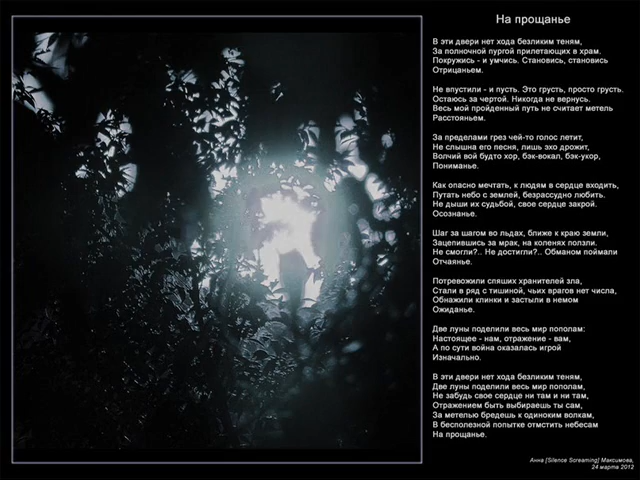 На прощанье
В эти двери нет хода безликим теням,
За полночной пургой прилетающих в храм.
Покружись - и умчись. Становись, становись
Отрицаньем.
Не впустили - и пусть. Это грусть, просто грусть.
Остаюсь за чертой. Никогда не вернусь.
Весь мой пройденный путь не считает метель
Расстояньем.
За пределами грез чей-то голос летит,
Не слышна его песня, лишь эхо дрожит,
Волчий вой будто хор, бэк-вокал, бэк-укор,
Пониманье.
Как опасно мечтать, к людям в сердце входить,
Путать небо с землей, безрассудно любить.
Не дыши их судьбой, свое сердце закрой.
Осознанье.
Шаг за шагом во льдах, ближе к краю земли,
Зацепившись за мрак, на коленях ползли.
Не смогли?.. Не достигли?.. Обманом поймали
Отчаянье.
Потревожили спящих хранителей зла,
Стали в ряд с тишиной, чьих врагов нет числа,
Обнажили клинки и застыли в немом
Ожиданье.
Две луны поделили весь мир пополам:
Настоящее - нам, отражение - вам,
А по сути война оказалась игрой
Изначально.
В эти двери нет хода безликим теням,
Две луны поделили весь мир пополам,
Не забудь свое сердце ни там и ни там,
Отражением быть выбираешь ты сам,
За метелью бредешь к одиноким волкам,
В бесполезной попытке отмстить небесам
На прощанье.
Анна [Silence Screaming] Максимова,
24 марта 2012